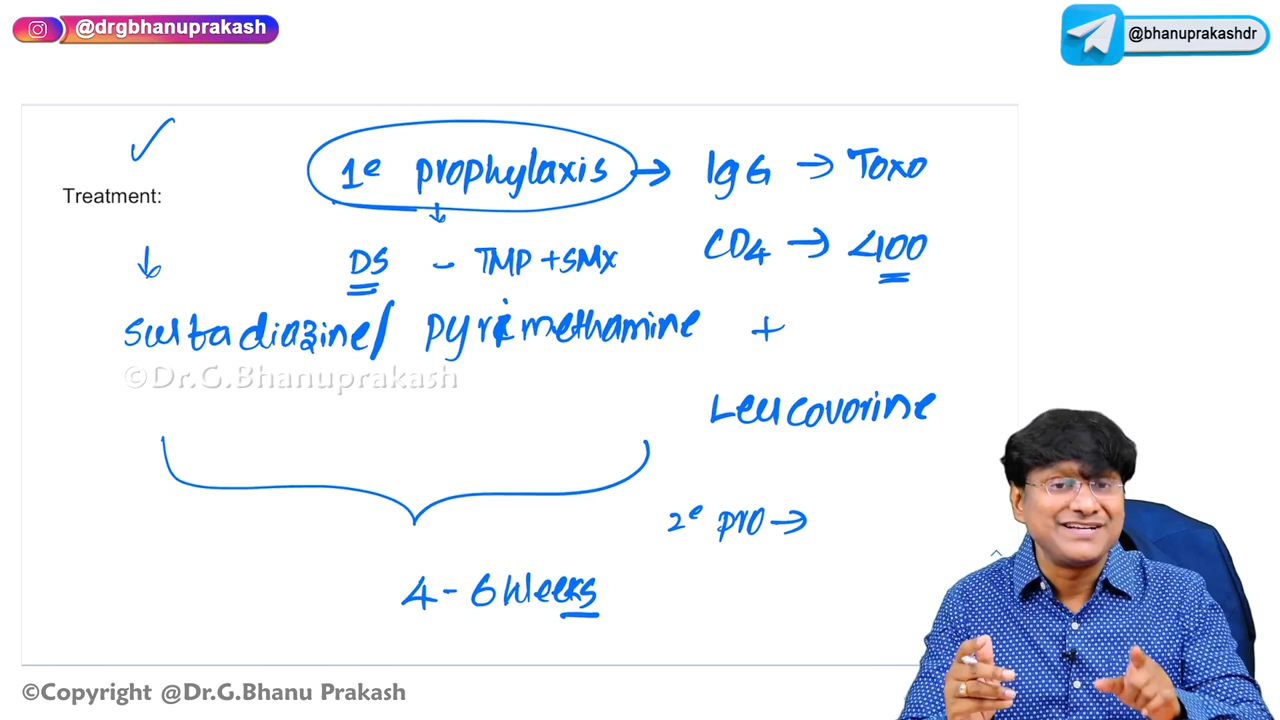 @drgbhanuprakash
@bhanuprakashdr
1e prophylaxis → IgG → Toxo
Treatment:
DS - TMP + SMX
CD4 → <100
sulfadiazine/ pyrimethamine +
©Dr.G.Bhanuprakash
Leucovorine
2e pro →
4 - 6 Weeks
©Copyright @Dr.G.Bhanu Prakash